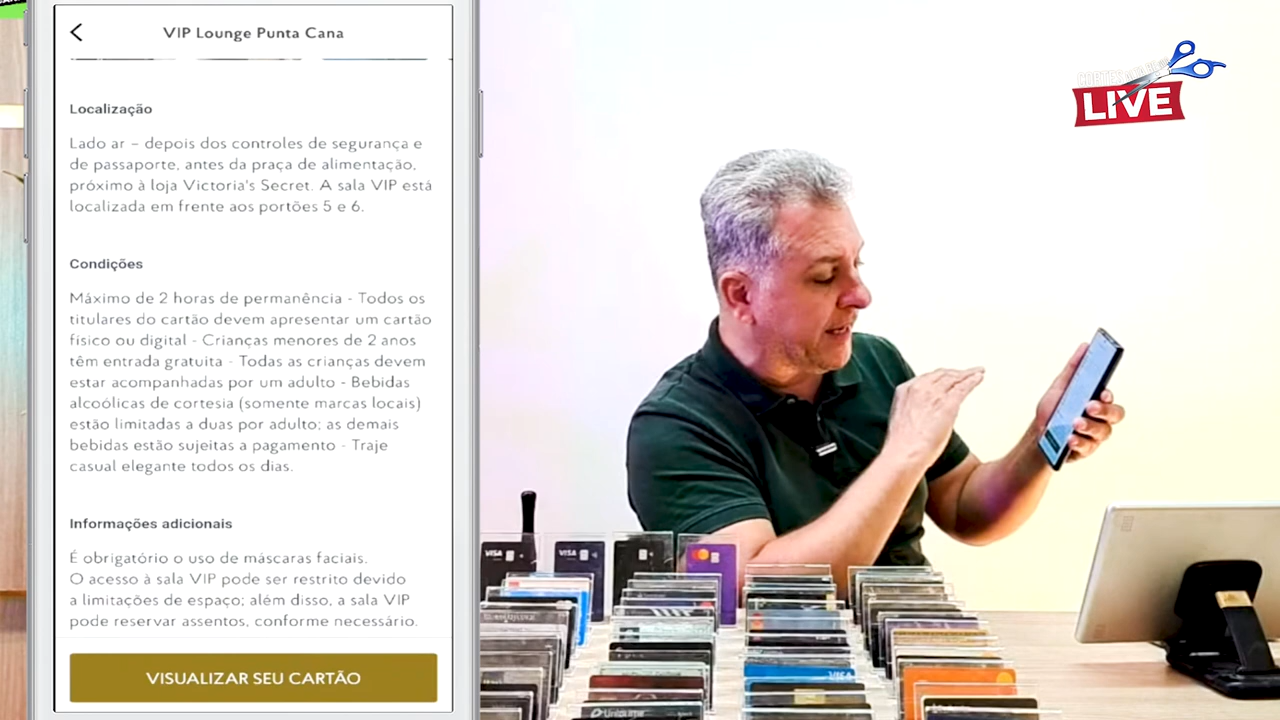 VIP Lounge Punta Cana
Localização
Lado ar – depois dos controles de segurança e
de passaporte, antes da praça de alimentação,
próximo à loja Victoria's Secret. A sala VIP está
localizada em frente aos portões 5 e 6.
Condições
Máximo de 2 horas de permanência - Todos os
titulares do cartão devem apresentar um cartão
físico ou digital - Crianças menores de 2 anos
têm entrada gratuita - Todas as crianças devem
estar acompanhadas por um adulto - Bebidas
alcoólicas de cortesia (somente marcas locais)
estão limitadas a duas por adulto; as demais
bebidas estão sujeitas a pagamento - Traje
casual elegante todos os dias.
Informações adicionais
É obrigatório o uso de máscaras faciais.
O acesso à sala VIP pode ser restrito devido
a limitações de espaço; além disso, a sala VIP
pode reservar assentos, conforme necessário.
VISUALIZAR SEU CARTÃO
CORTES
LIVE
VISA
VISA
VISA
Unicred